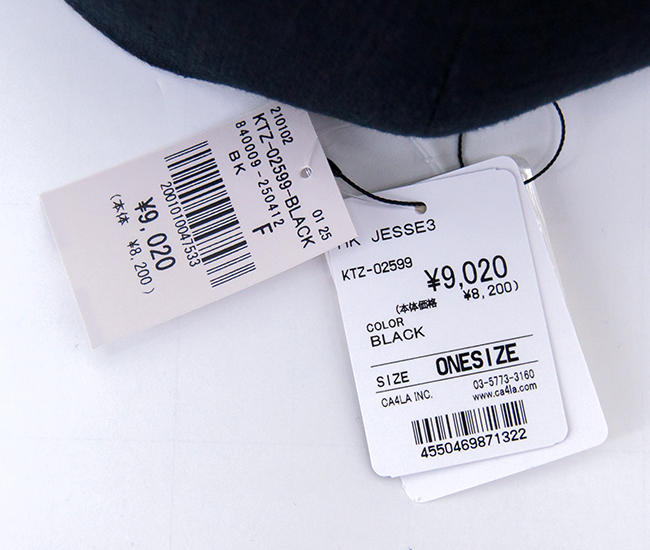 210102
01 25
KTZ-02599-BLACK
840009-250412
BK F
2001010047533
¥9,020
(本体 ¥8,200)
JESSE3
KTZ-02599
¥9,020
(本体価格 ¥8,200)
COLOR
BLACK
SIZE ONESIZE
CA4LA INC. 03-5773-3160
www.ca4la.com
4550469871322